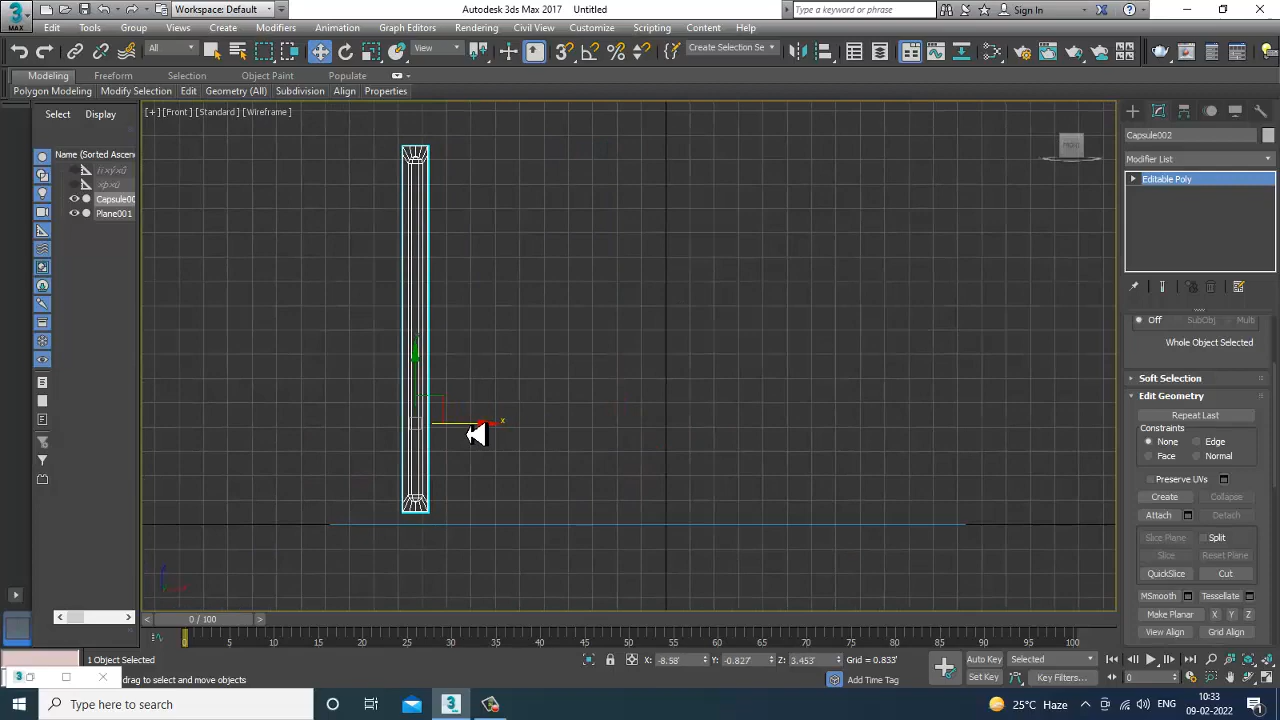 Workspace: Default
Autodesk 3ds Max 2017 Untitled
Type a keyword or phrase
Sign In
MAX
Edit Tools Group Views Create Modifiers Animation Graph Editors Rendering Civil View Customize Scripting Content Help
All
View
Create Selection Se
Modeling Freeform Selection Object Paint Populate
Polygon Modeling Modify Selection Edit Geometry (All) Subdivision Align Properties
Select Display
[+] [Front] [Standard] [Wireframe]
FRONT
Name (Sorted Ascen
Capsule00
Plane001
Capsule002
Modifier List
Editable Poly
Off SubObj Multi
Whole Object Selected
Soft Selection
Edit Geometry
Repeat Last
Constraints
None Edge
Face Normal
Preserve UVs
Create Collapse
Attach Detach
Slice Plane Split
Slice Reset Plane
QuickSlice Cut
MSmooth Tessellate
Make Planar X Y Z
View Align Grid Align
x
0 / 100
0 5 10 15 20 25 30 35 40 45 50 55 60 65 70 75 80 85 90 95 100
1 Object Selected
X: -8.58' Y: -0.827' Z: 3.453' Grid = 0.833'
Auto Key Selected
drag to select and move objects
Add Time Tag
Set Key Key Filters... 0
Type here to search
25°C Haze
ENG
10:33
09-02-2022